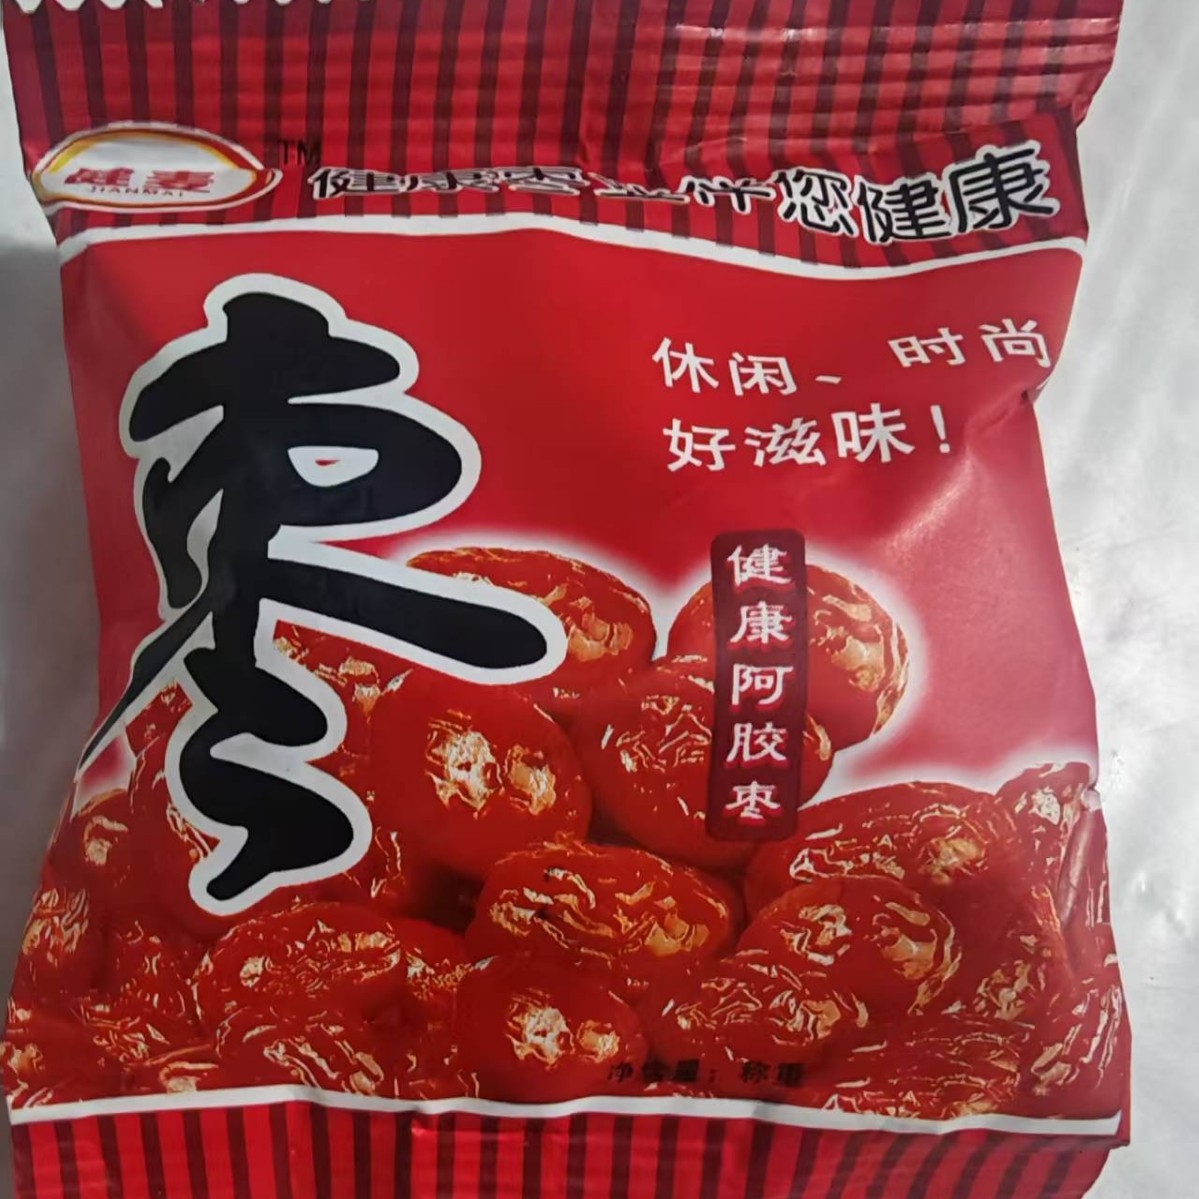 健麦
JIANMAI
TM
健康枣业伴您健康
枣
休闲、时尚
好滋味！
健康阿胶枣
净含量：称重